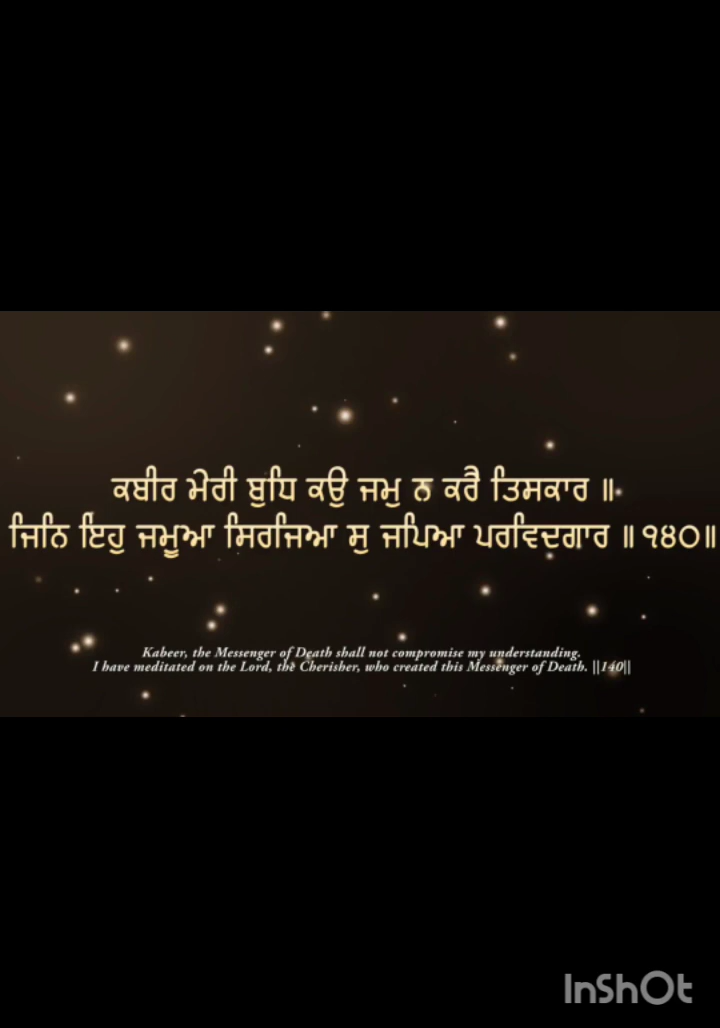 ਕਬੀਰ ਮੇਰੀ ਬੁਧਿ ਕਉ ਜਮੁ ਨ ਕਰੈ ਤਿਸਕਾਰ ॥
ਜਿਨਿ ਇਹੁ ਜਮੂਆ ਸਿਰਜਿਆ ਸੁ ਜਪਿਆ ਪਰਵਿਦਗਾਰ ॥੧੪੦॥
Kabeer, the Messenger of Death shall not compromise my understanding.
I have meditated on the Lord, the Cherisher, who created this Messenger of Death. ||140||
InShOt